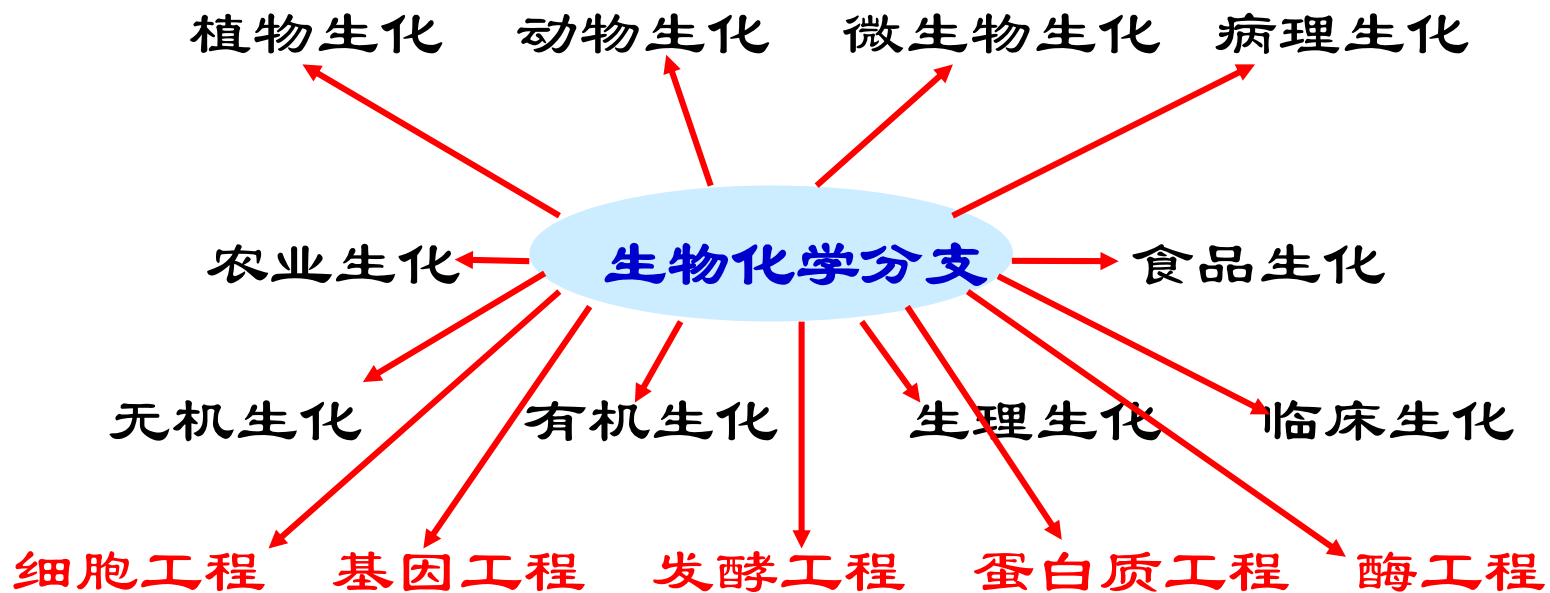 植物生化 动物生化 微生物生化 病理生化
农业生化 生物化学分支 食品生化
无机生化 有机生化 生理生化 临床生化
细胞工程 基因工程 发酵工程 蛋白质工程 酶工程